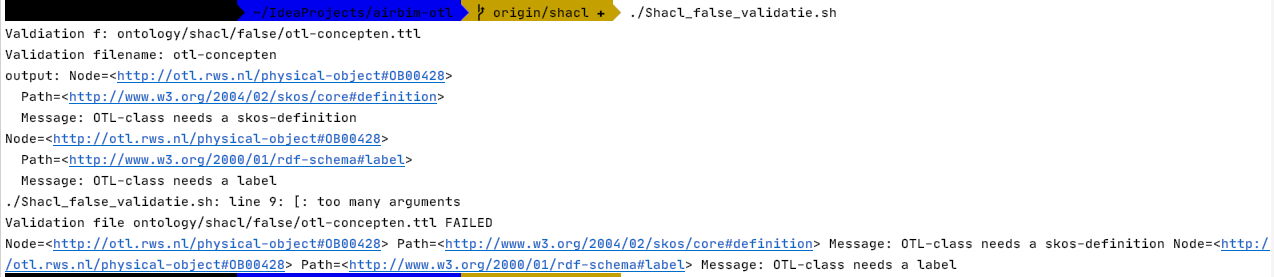 ~/IdeaProjects/airbim-otl origin/shacl + ./Shacl_false_validatie.sh
Valdiation f: ontology/shacl/false/otl-concepten.ttl
Validation filename: otl-concepten
output: Node=<http://otl.rws.nl/physical-object#OB00428>
Path=<http://www.w3.org/2004/02/skos/core#definition>
Message: OTL-class needs a skos-definition
Node=<http://otl.rws.nl/physical-object#OB00428>
Path=<http://www.w3.org/2000/01/rdf-schema#label>
Message: OTL-class needs a label
./Shacl_false_validatie.sh: line 9: [: too many arguments
Validation file ontology/shacl/false/otl-concepten.ttl FAILED
Node=<http://otl.rws.nl/physical-object#OB00428> Path=<http://www.w3.org/2004/02/skos/core#definition> Message: OTL-class needs a skos-definition Node=<http:/
/otl.rws.nl/physical-object#OB00428> Path=<http://www.w3.org/2000/01/rdf-schema#label> Message: OTL-class needs a label